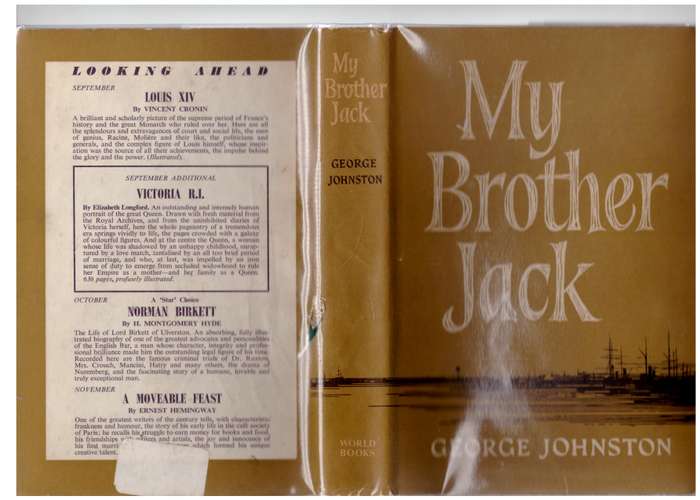 LOOKING AHEAD
SEPTEMBER
LOUIS XIV
By VINCENT CRONIN
A brilliant and scholarly picture of the supreme period of France's
history and the great Monarch who ruled over her. Here are all
the splendours and extravagances of court and social life, the men
of genius, Racine, Molière and their like, the politicians and
generals, and the complex figure of Louis himself, whose inspir-
ation was the source of all their achievements, the impulse behind
the glory and the power. (Illustrated).
SEPTEMBER ADDITIONAL
VICTORIA R.I.
By Elizabeth Longford. An outstanding and intensely human
portrait of the great Queen. Drawn with fresh material from
the Royal Archives, and from the uninhibited diaries of
Victoria herself, here the whole pageantry of a tremendous
era springs vividly to life, the pages crowded with a galaxy
of colourful figures. And at the centre the Queen, a woman
whose life was shadowed by an unhappy childhood, enrap-
tured by a love match, tantalised by an all too brief period
of marriage, and who, at last, was impelled by an iron
sense of duty to emerge from secluded widowhood to rule
her Empire as a mother—and her family as a Queen.
636 pages, profusely illustrated.
OCTOBER A 'Star' Choice
NORMAN BIRKETT
By H. MONTGOMERY HYDE
The Life of Lord Birkett of Ulverston. An absorbing, fully illus-
trated biography of one of the greatest advocates and personalities
of the English Bar, a man whose character, integrity and profes-
sional brilliance made him the outstanding legal figure of his time.
Recorded here are the famous criminal trials of Dr. Ruxton,
Mrs. Crouch, Mancini, Hatry and many others, the drama of
Nuremberg, and the fascinating story of a humane, lovable and
truly exceptional man.
NOVEMBER
A MOVEABLE FEAST
By ERNEST HEMINGWAY
One of the greatest writers of the century tells, with characteristic
frankness and humour, the story of his early life in the café society
of Paris; he recalls his struggle to earn money for books and food,
his friendships with writers and artists, the joy and innocency of
his first marri which formed his unique
creative talent.
My
Brother
Jack
GEORGE
JOHNSTON
WORLD
BOOKS
My
Brother
Jack
GEORGE JOHNSTON